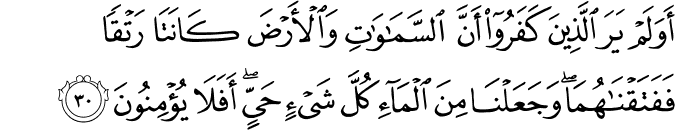 أَوَلَمْ يَرَ ٱلَّذِينَ كَفَرُوٓا۟ أَنَّ ٱلسَّمَـٰوَٰتِ وَٱلْأَرْضَ كَانَتَا رَتْقًا
فَفَتَقْنَـٰهُمَا ۖ وَجَعَلْنَا مِنَ ٱلْمَآءِ كُلَّ شَىْءٍ حَىٍّ ۖ أَفَلَا يُؤْمِنُونَ ٣٠